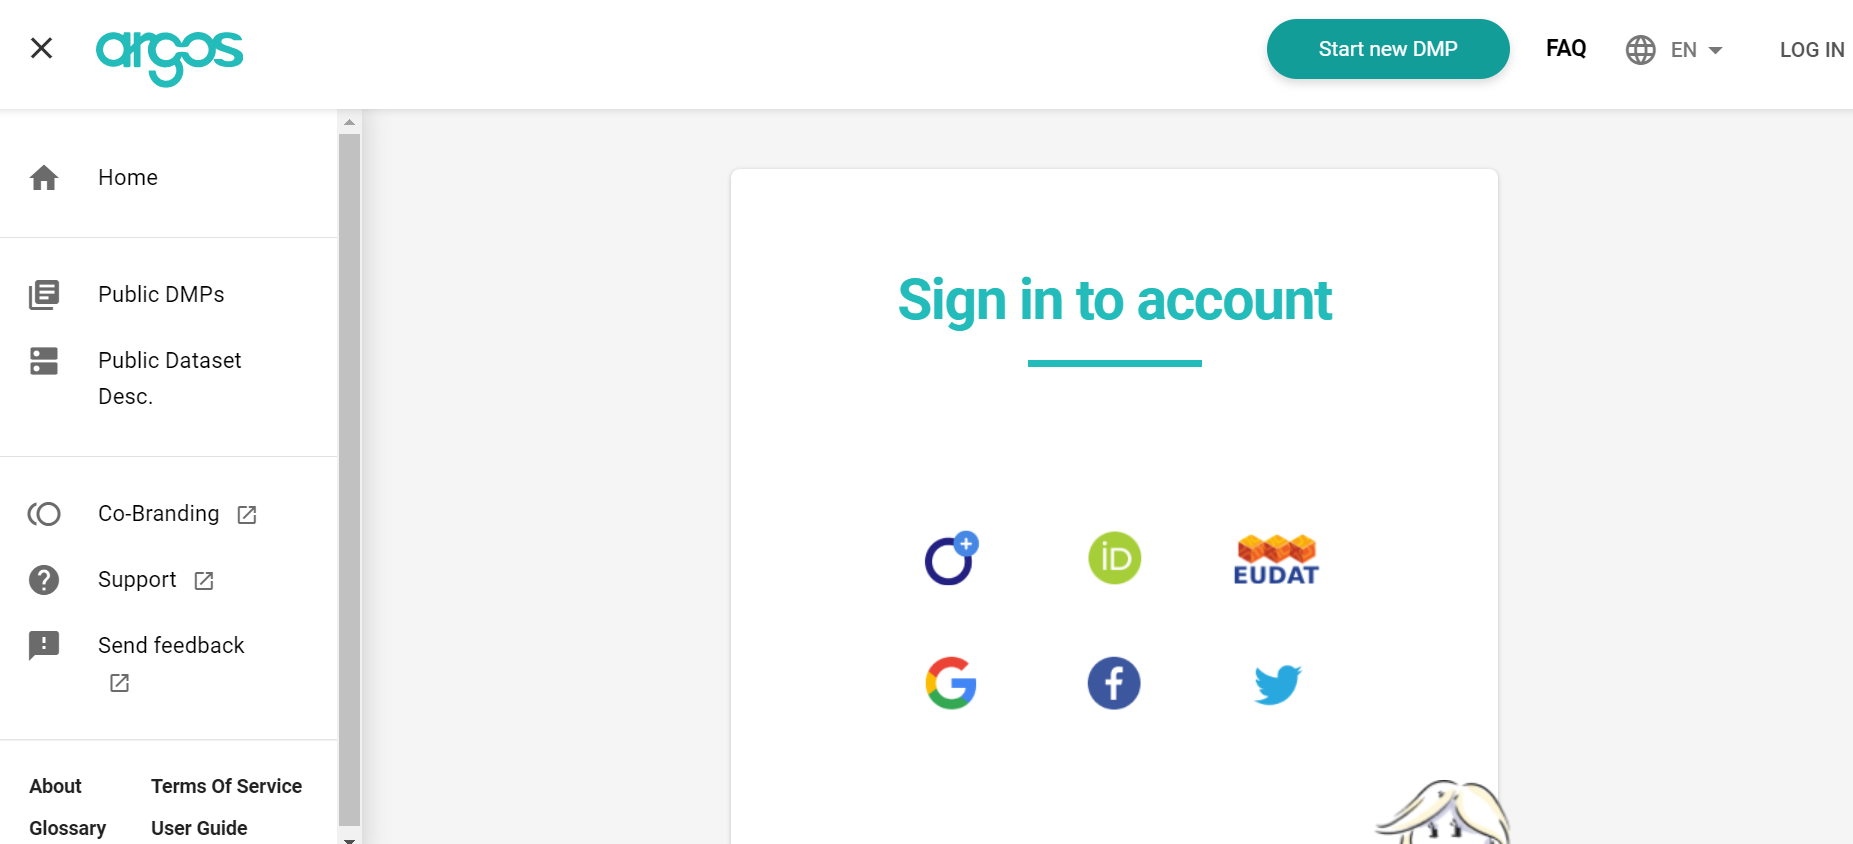 argos
Start new DMP
FAQ
EN
LOG IN
Home
Public DMPs
Public Dataset
Desc.
Co-Branding
Support
Send feedback
About
Terms Of Service
Glossary
User Guide
Sign in to account
iD
EUDAT